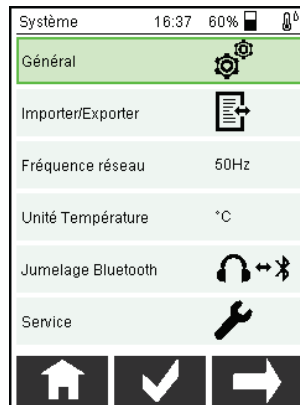 Système 16:37 60%
Général
Importer/Exporter
Fréquence réseau 50Hz
Unité Température °C
Jumelage Bluetooth
Service